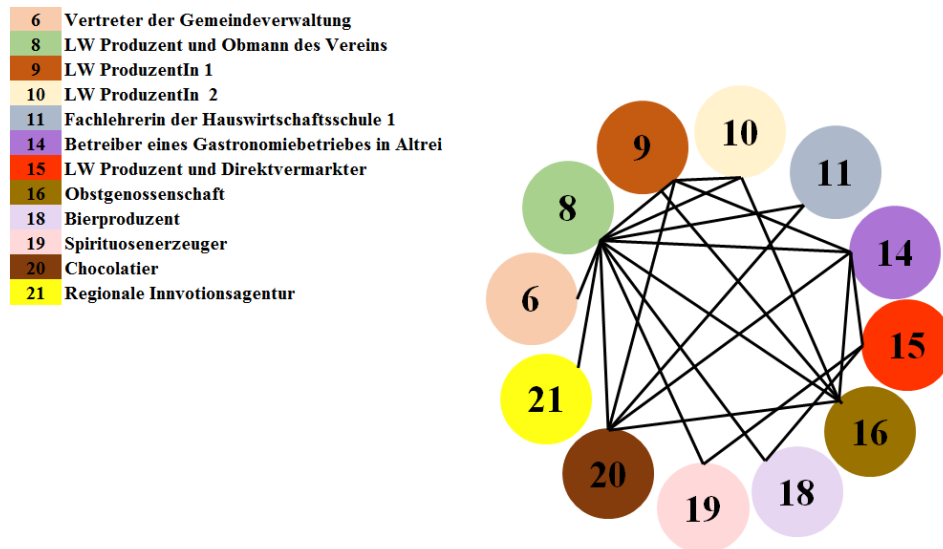 6 Vertreter der Gemeindeverwaltung
8 LW Produzent und Obmann des Vereins
9 LW ProduzentIn 1
10 LW ProduzentIn 2
11 Fachlehrerin der Hauswirtschaftsschule 1
14 Betreiber eines Gastronomiebetriebes in Altrei
15 LW Produzent und Direktvermarkter
16 Obstgenossenschaft
18 Bierproduzent
19 Spirituosenerzeuger
20 Chocolatier
21 Regionale Innvotionsagentur
10
9
11
8
14
6
15
21
16
20
18
19